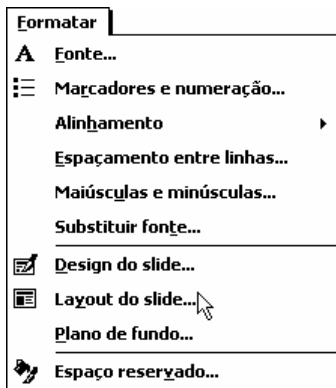 Formatar
Fonte...
Marcadores e numeração...
Alinhamento
Espaçamento entre linhas...
Maiúsculas e minúsculas...
Substituir fonte...
Design do slide...
Layout do slide...
Plano de fundo...
Espaço reservado...